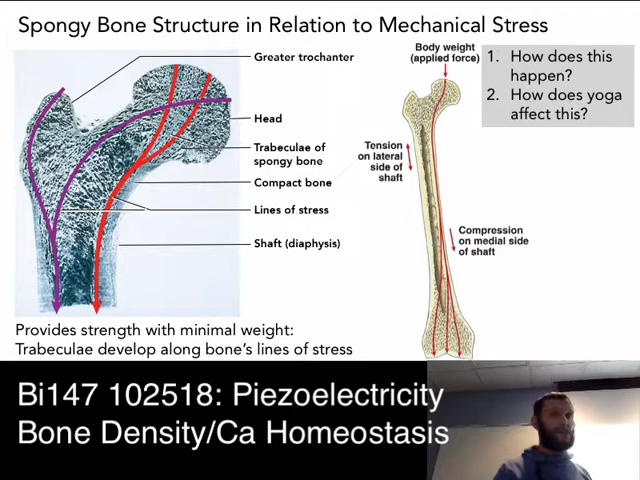 Spongy Bone Structure in Relation to Mechanical Stress
Greater trochanter
Head
Trabeculae of
spongy bone
Compact bone
Lines of stress
Shaft (diaphysis)
Body weight
(applied force)
Tension
on lateral
side of
shaft
Compression
on medial side
of shaft
1. How does this
happen?
2. How does yoga
affect this?
Provides strength with minimal weight:
Trabeculae develop along bone's lines of stress
Bi147 102518: Piezoelectricity
Bone Density/Ca Homeostasis